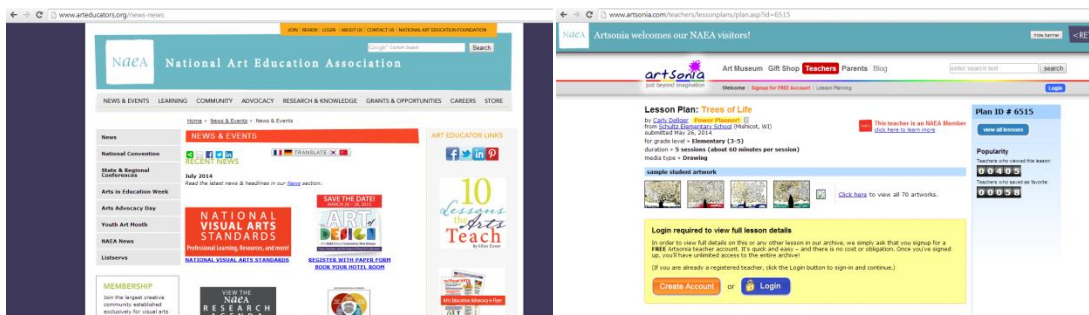 www.arteducators.org/news-news
JOIN | RENEW | LOGIN | ABOUT US | CONTACT US | NATIONAL ART EDUCATION FOUNDATION
NaeA
National Art Education Association
Google Custom Search
Search
NEWS & EVENTS LEARNING COMMUNITY ADVOCACY RESEARCH & KNOWLEDGE GRANTS & OPPORTUNITIES CAREERS STORE
Home > News & Events > News & Events
News
National Convention
State & Regional
Conferences
Arts in Education Week
Arts Advocacy Day
Youth Art Month
NAEA News
Listservs
MEMBERSHIP
Join the largest creative
community established
exclusively for visual arts
NEWS & EVENTS
TRANSLATE
RECENT NEWS
July 2014
Read the latest news & headlines in our News section:
NATIONAL
VISUAL ARTS
STANDARDS
Professional Learning, Resources, and more!
NATIONAL VISUAL ARTS STANDARDS
SAVE THE DATE!
ART
DESIGN
REGISTER WITH PAPER FORM
BOOK YOUR HOTEL ROOM
VIEW THE
NaeA
RESEARCH
ART EDUCATOR LINKS
10
Lessons
the Arts
Teach
by Elliot Eisner
Arts Education Advocacy e-Flyer
www.artsonia.com/teachers/lessonplans/plan.asp?id=6515
NaeA
Artsonia welcomes our NAEA visitors!
Hide banner
<RE
artsonia
just beyond imagination
Art Museum Gift Shop Teachers Parents Blog
enter search text
search
Welcome | Signup for FREE Account | Lesson Planning
Login
Lesson Plan: Trees of Life
by Carly Dellger Power Planner!
from Schultz Elementary School (Mishicot, WI)
submitted May 26, 2014
for grade level » Elementary (3-5)
duration » 5 sessions (about 60 minutes per session)
media type » Drawing
This teacher is an NAEA Member
click here to learn more
sample student artwork
Click here to view all 70 artworks.
Login required to view full lesson details
In order to view full details on this or any other lesson in our archive, we simply ask that you signup for a
FREE Artsonia teacher account. It's quick and easy – and there is no cost or obligation. Once you've signed
up, you'll have unlimited access to the entire archive!
(If you are already a registered teacher, click the Login button to sign-in and continue.)
Create Account or Login
Plan ID # 6515
view all lessons
Popularity
Teachers who viewed this lesson:
00405
Teachers who saved as favorite:
00058